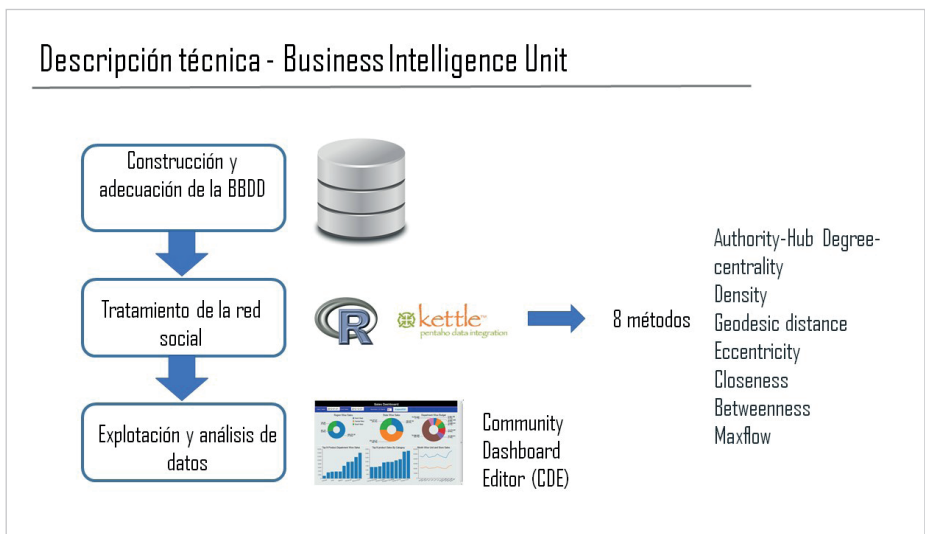 Descripción técnica - Business Intelligence Unit
Construcción y
adecuación de la BBDD
Tratamiento de la red
social
R
kettle
pentaho data integration
8 métodos
Authority-Hub Degree-
centrality
Density
Geodesic distance
Eccentricity
Closeness
Betweenness
Maxflow
Explotación y análisis de
datos
Community
Dashboard
Editor (CDE)